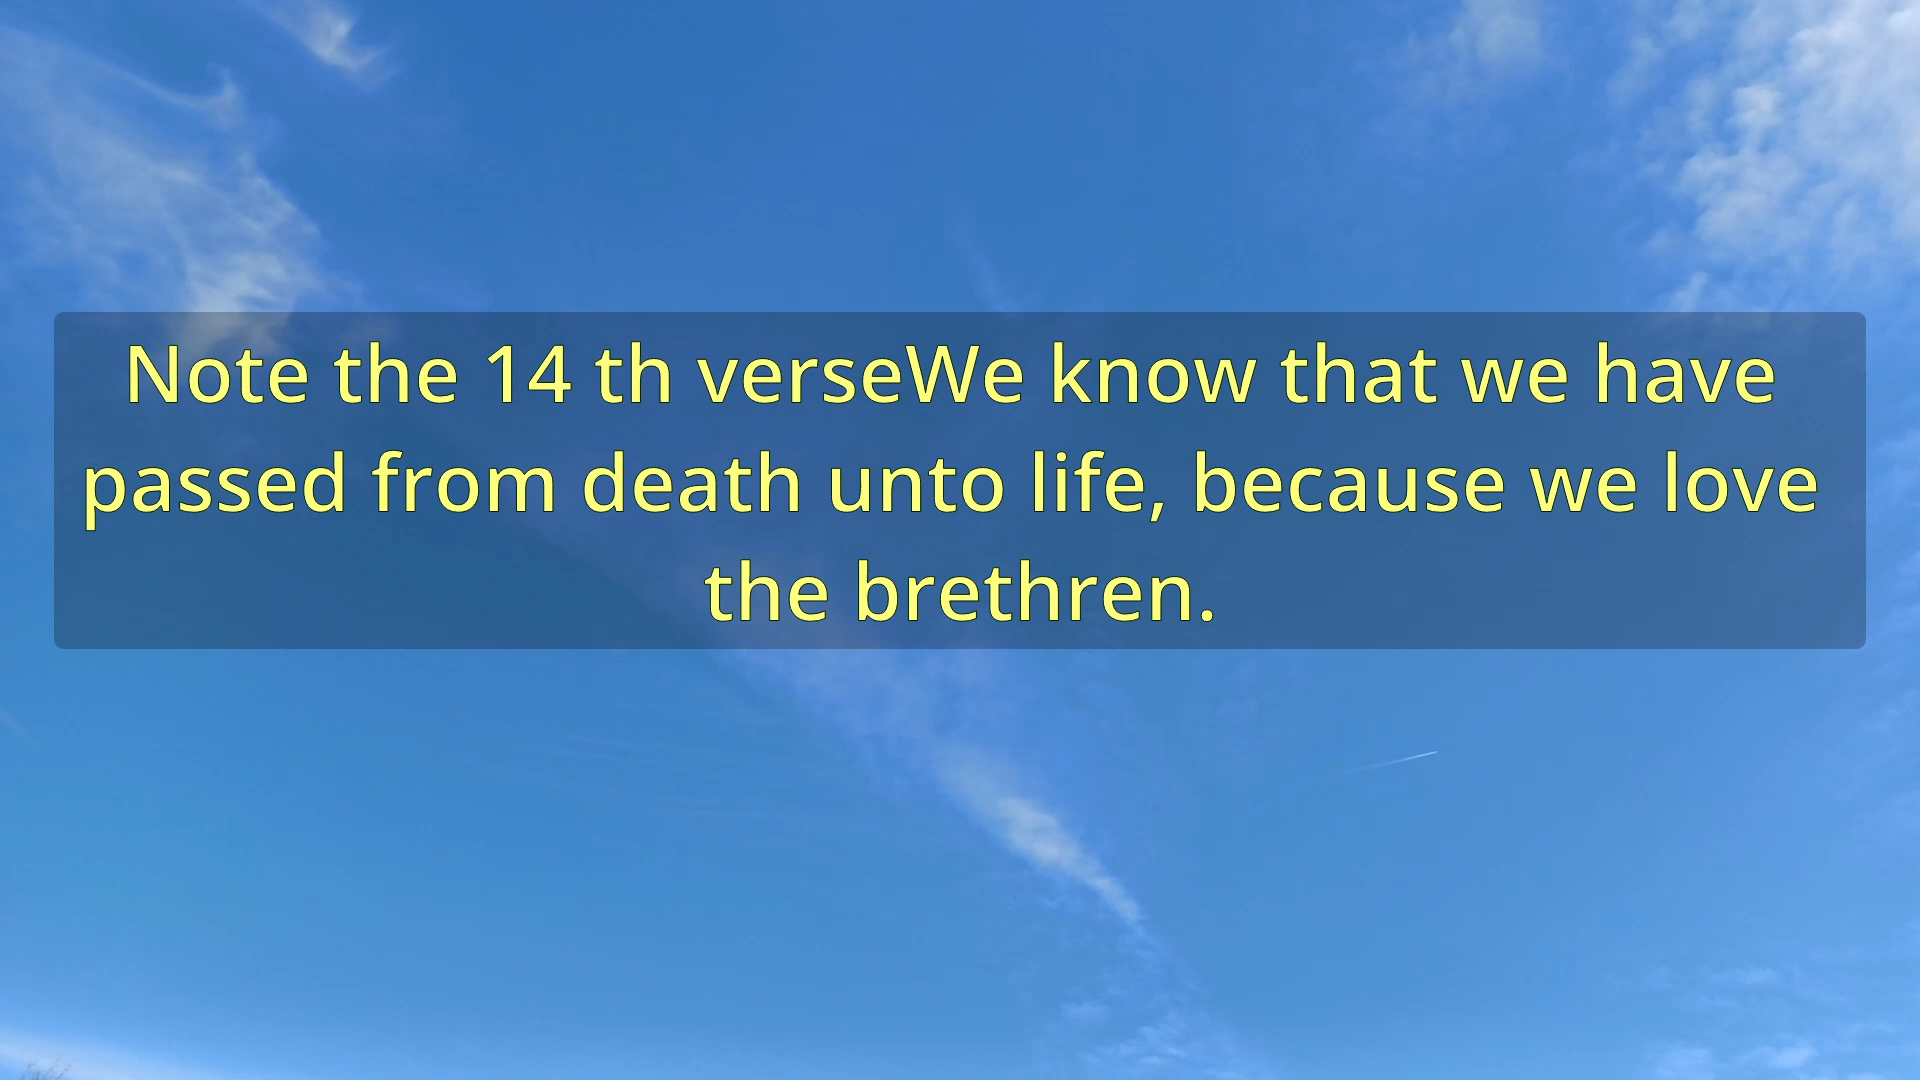 Note the 14 th verseWe know that we have
passed from death unto life, because we love
the brethren.